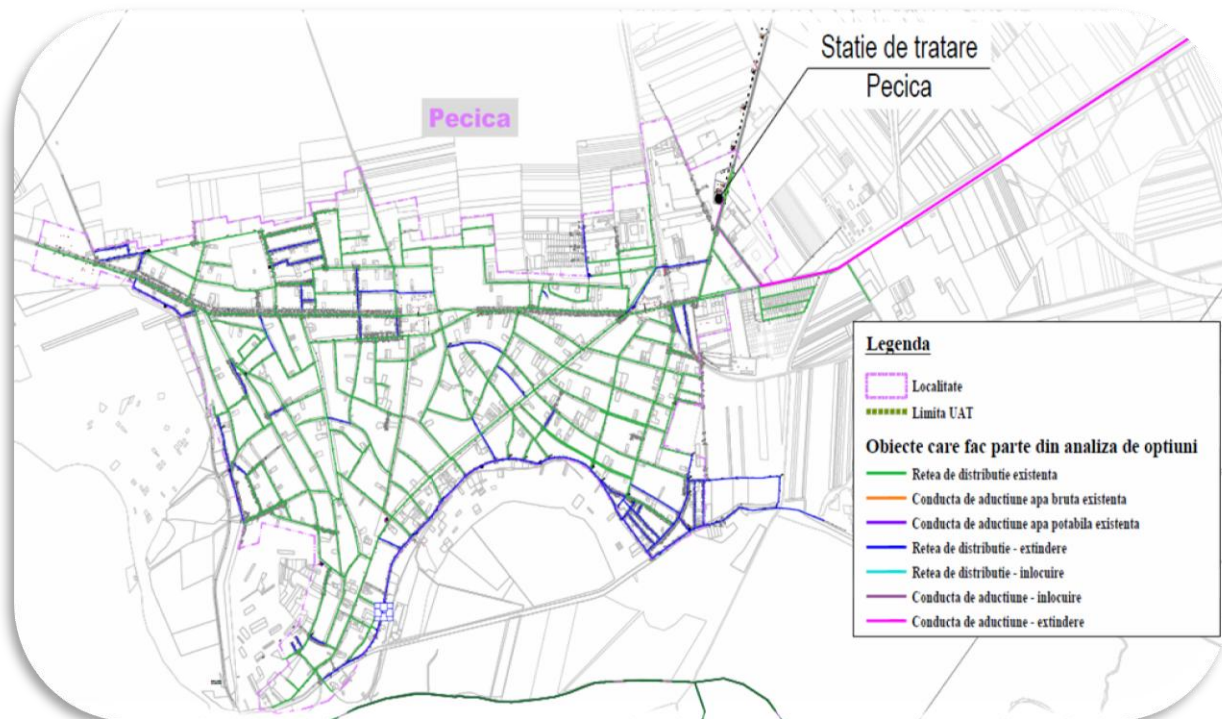 Statie de tratare
Pecica
Pecica
Legenda
Localitate
Limita UAT
Obiecte care fac parte din analiza de optiuni
Retea de distributie existenta
Conducta de aductiune apa bruta existenta
Conducta de aductiune apa potabila existenta
Retea de distributie - extindere
Retea de distributie - inlocuire
Conducta de aductiune - inlocuire
Conducta de aductiune - extindere